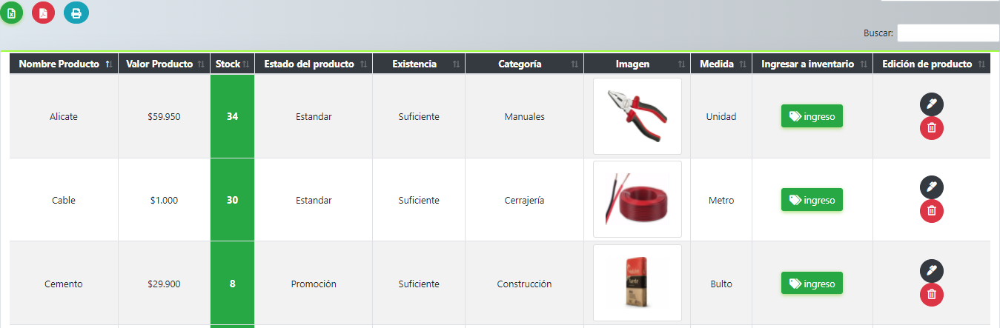 Buscar:
Nombre Producto Valor Producto Stock Estado del producto Existencia Categoría Imagen Medida Ingresar a inventario Edición de producto
Alicate $59.950 34 Estandar Suficiente Manuales Unidad ingreso
Cable $1.000 30 Estandar Suficiente Cerrajería Metro ingreso
Cemento $29.900 8 Promoción Suficiente Construcción Bulto ingreso